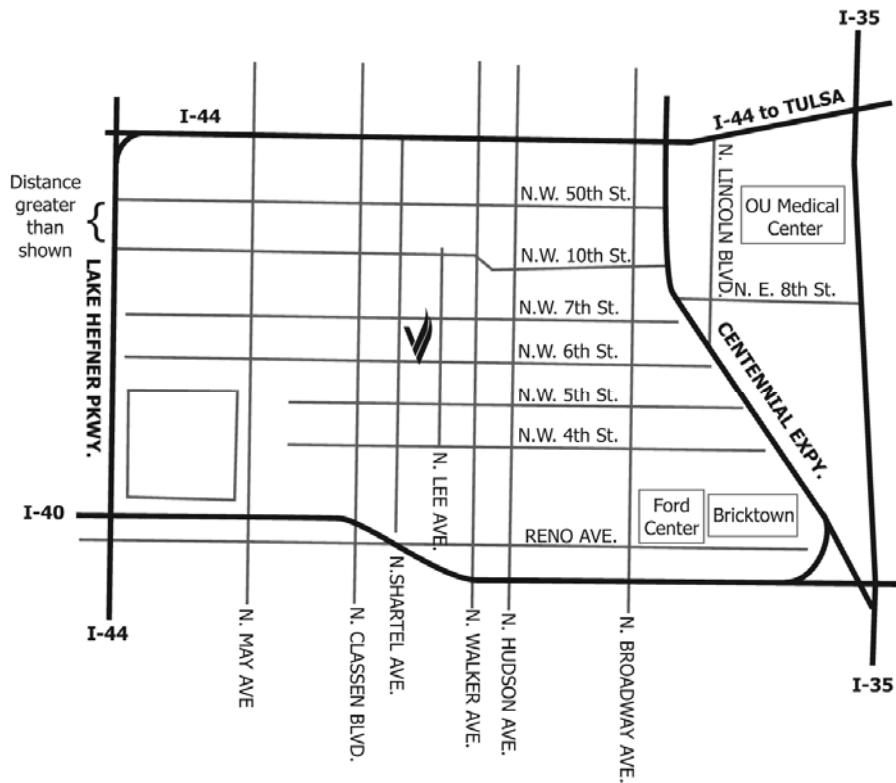 I-35
I-44
I-44 to TULSA
Distance
greater
than
shown
N.W. 50th St.
N. LINCOLN BLVD.
OU Medical
Center
N.W. 10th St.
LAKE HEFNER PKWY.
N. E. 8th St.
N.W. 7th St.
N.W. 6th St.
CENTENNIAL EXPY.
N.W. 5th St.
N.W. 4th St.
N. LEE AVE.
Ford
Center
Bricktown
I-40
RENO AVE.
N.SHARTEL AVE.
I-44
N. MAY AVE
N. CLASSEN BLVD.
N. WALKER AVE.
N. HUDSON AVE.
N. BROADWAY AVE.
I-35